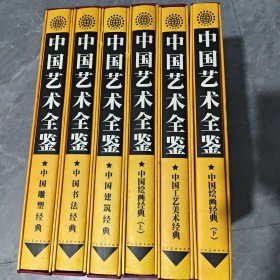 中国艺术全鉴
★中国雕塑经典
中国艺术全鉴
★中国书法经典
中国艺术全鉴
★中国建筑经典
中国艺术全鉴
★中国绘画经典(上)
中国艺术全鉴
★中国工艺美术经典
中国艺术全鉴
★中国绘画经典(下)